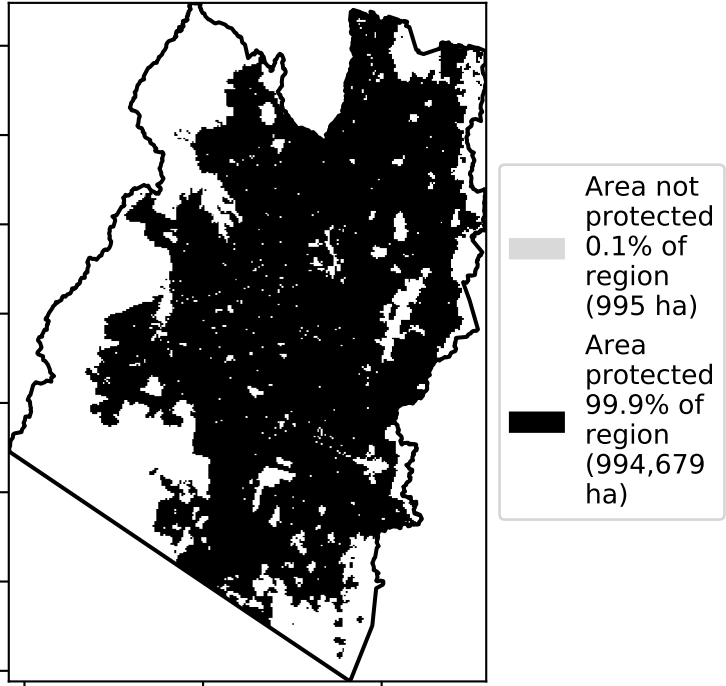 Area not
protected
0.1% of
region
(995 ha)
Area
protected
99.9% of
region
(994,679
ha)